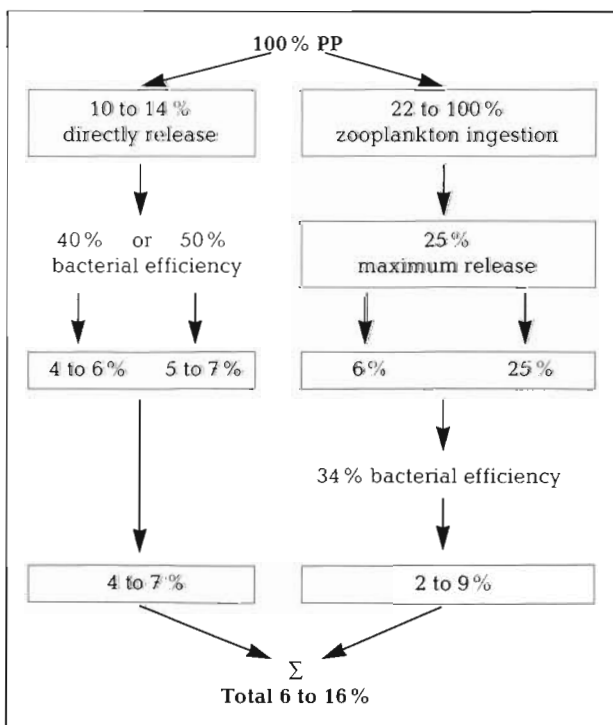 100% PP
10 to 14%
directly release
22 to 100%
zooplankton ingestion
40% or 50%
bacterial efficiency
25%
maximum release
4 to 6% 5 to 7%
6% 25%
34% bacterial efficiency
4 to 7%
2 to 9%
Σ
Total 6 to 16%